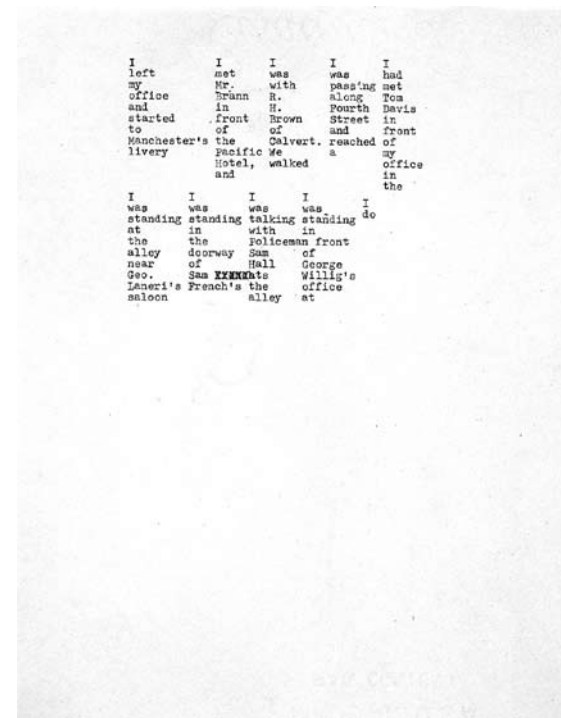 I
left
my
office
and
started
to
Manchester's
livery
I
met
Mr.
Brann
in
front
of
the
Pacific
Hotel,
and
I
was
with
R.
H.
Brown
of
Calvert.
We
walked
I
was
passing
along
Fourth
Street
and
reached
a
I
had
met
Tom
Davis
in
front
of
my
office
in
the
I
was
standing
at
the
alley
near
Geo.
Laneri's
saloon
I
was
standing
in
the
doorway
of
Sam
French's
I
was
talking
with
Policeman
Sam
Hall
ats
the
alley
I
was
standing
in
front
of
George
Willig's
office
at
I
do